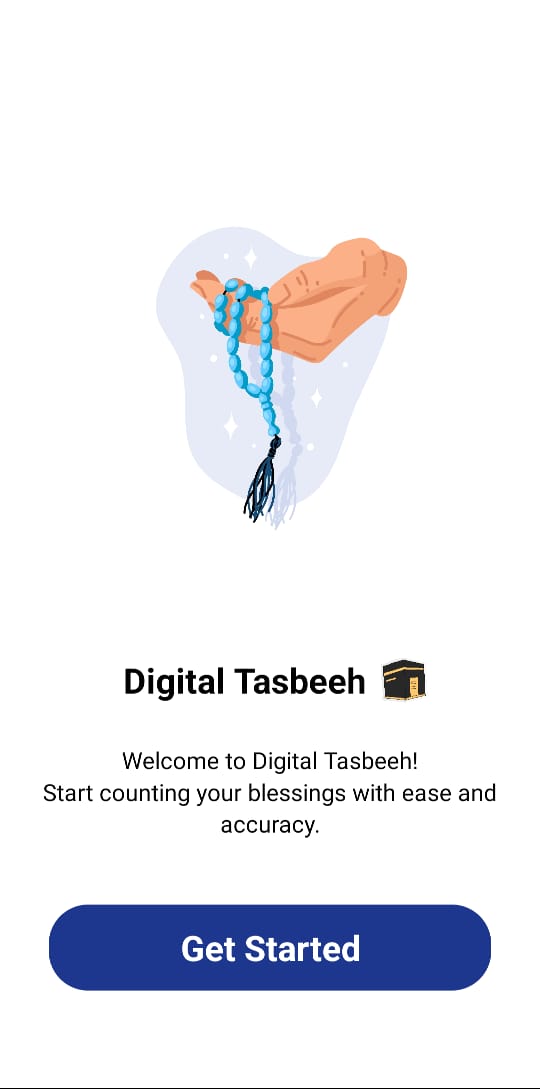 Digital Tasbeeh 🕋
Welcome to Digital Tasbeeh!
Start counting your blessings with ease and
accuracy.
Get Started